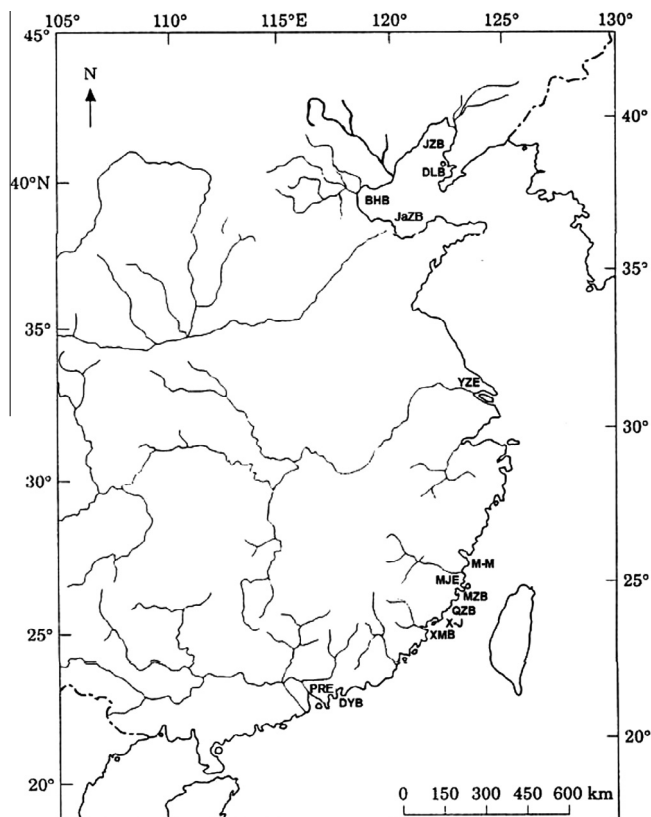 105° 110° 115°E 120° 125° 130°
45°
N
JZB
40°
DLB
40°N
BHB
JaZB
35°
35°
YZE
30°
30°
M-M
MJE
25°
MZB
QZB
X-J
25°
XMB
PRE
DYB
20°
20°
0 150 300 450 600 km